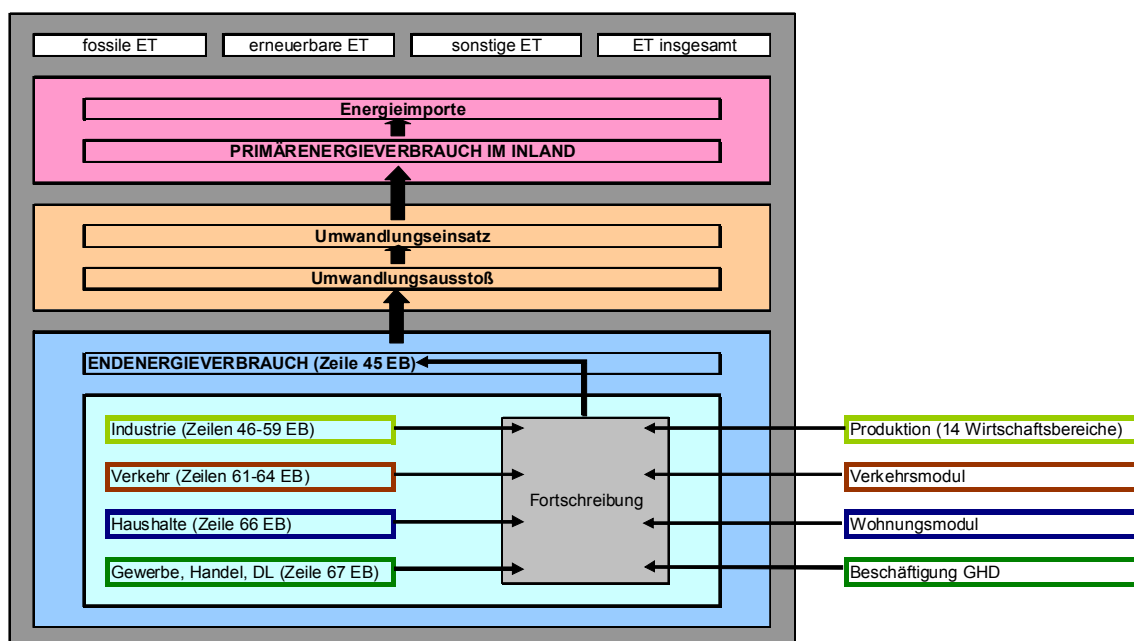 fossile ET
erneuerbare ET
sonstige ET
ET insgesamt
Energieimporte
PRIMÄRENERGIEVERBRAUCH IM INLAND
Umwandlungseinsatz
Umwandlungsausstoß
ENDENERGIEVERBRAUCH (Zeile 45 EB)
Industrie (Zeilen 46-59 EB)
Verkehr (Zeilen 61-64 EB)
Haushalte (Zeile 66 EB)
Gewerbe, Handel, DL (Zeile 67 EB)
Fortschreibung
Produktion (14 Wirtschaftsbereiche)
Verkehrsmodul
Wohnungsmodul
Beschäftigung GHD